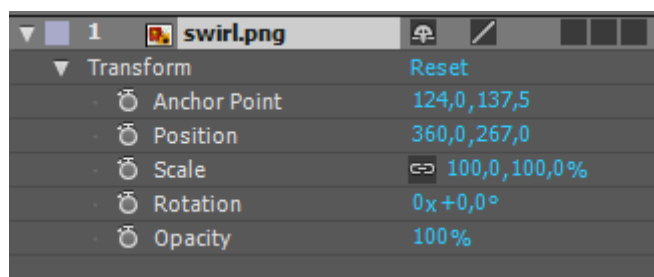 1 swirl.png
Transform Reset
Anchor Point 124,0,137,5
Position 360,0,267,0
Scale 100,0,100,0%
Rotation 0x+0,0°
Opacity 100%